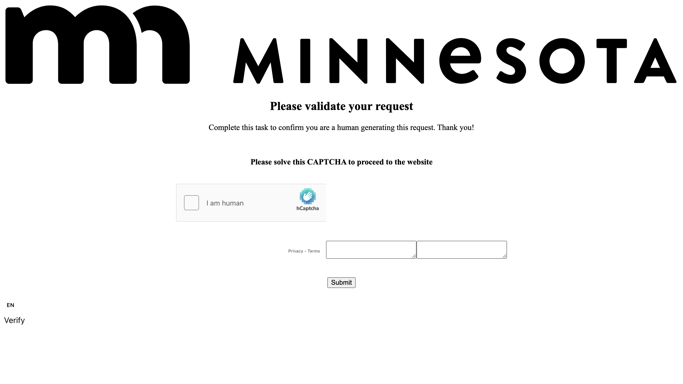 mn MINNESOTA
Please validate your request
Complete this task to confirm you are a human generating this request. Thank you!
Please solve this CAPTCHA to proceed to the website
I am human
hCaptcha
Privacy - Terms
Submit
EN
Verify